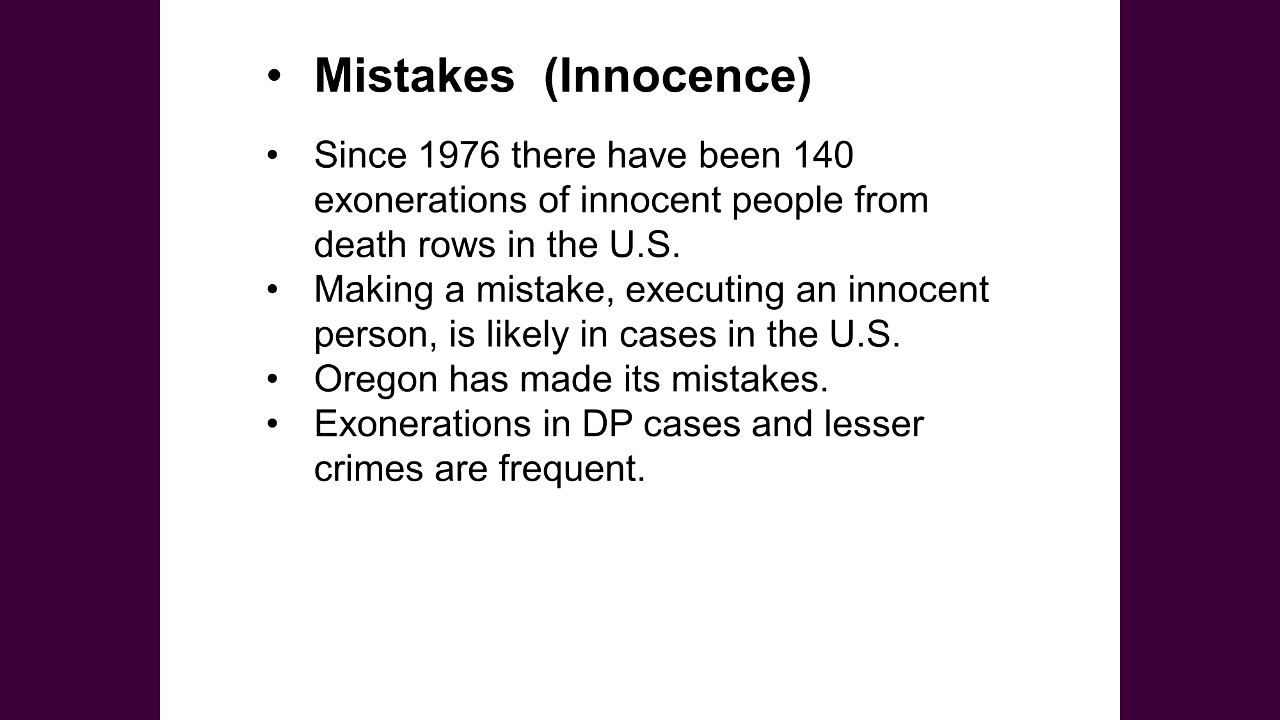 • Mistakes  (Innocence)
• Since 1976 there have been 140
exonerations of innocent people from
death rows in the U.S.
• Making a mistake, executing an innocent
person, is likely in cases in the U.S.
• Oregon has made its mistakes.
• Exonerations in DP cases and lesser
crimes are frequent.